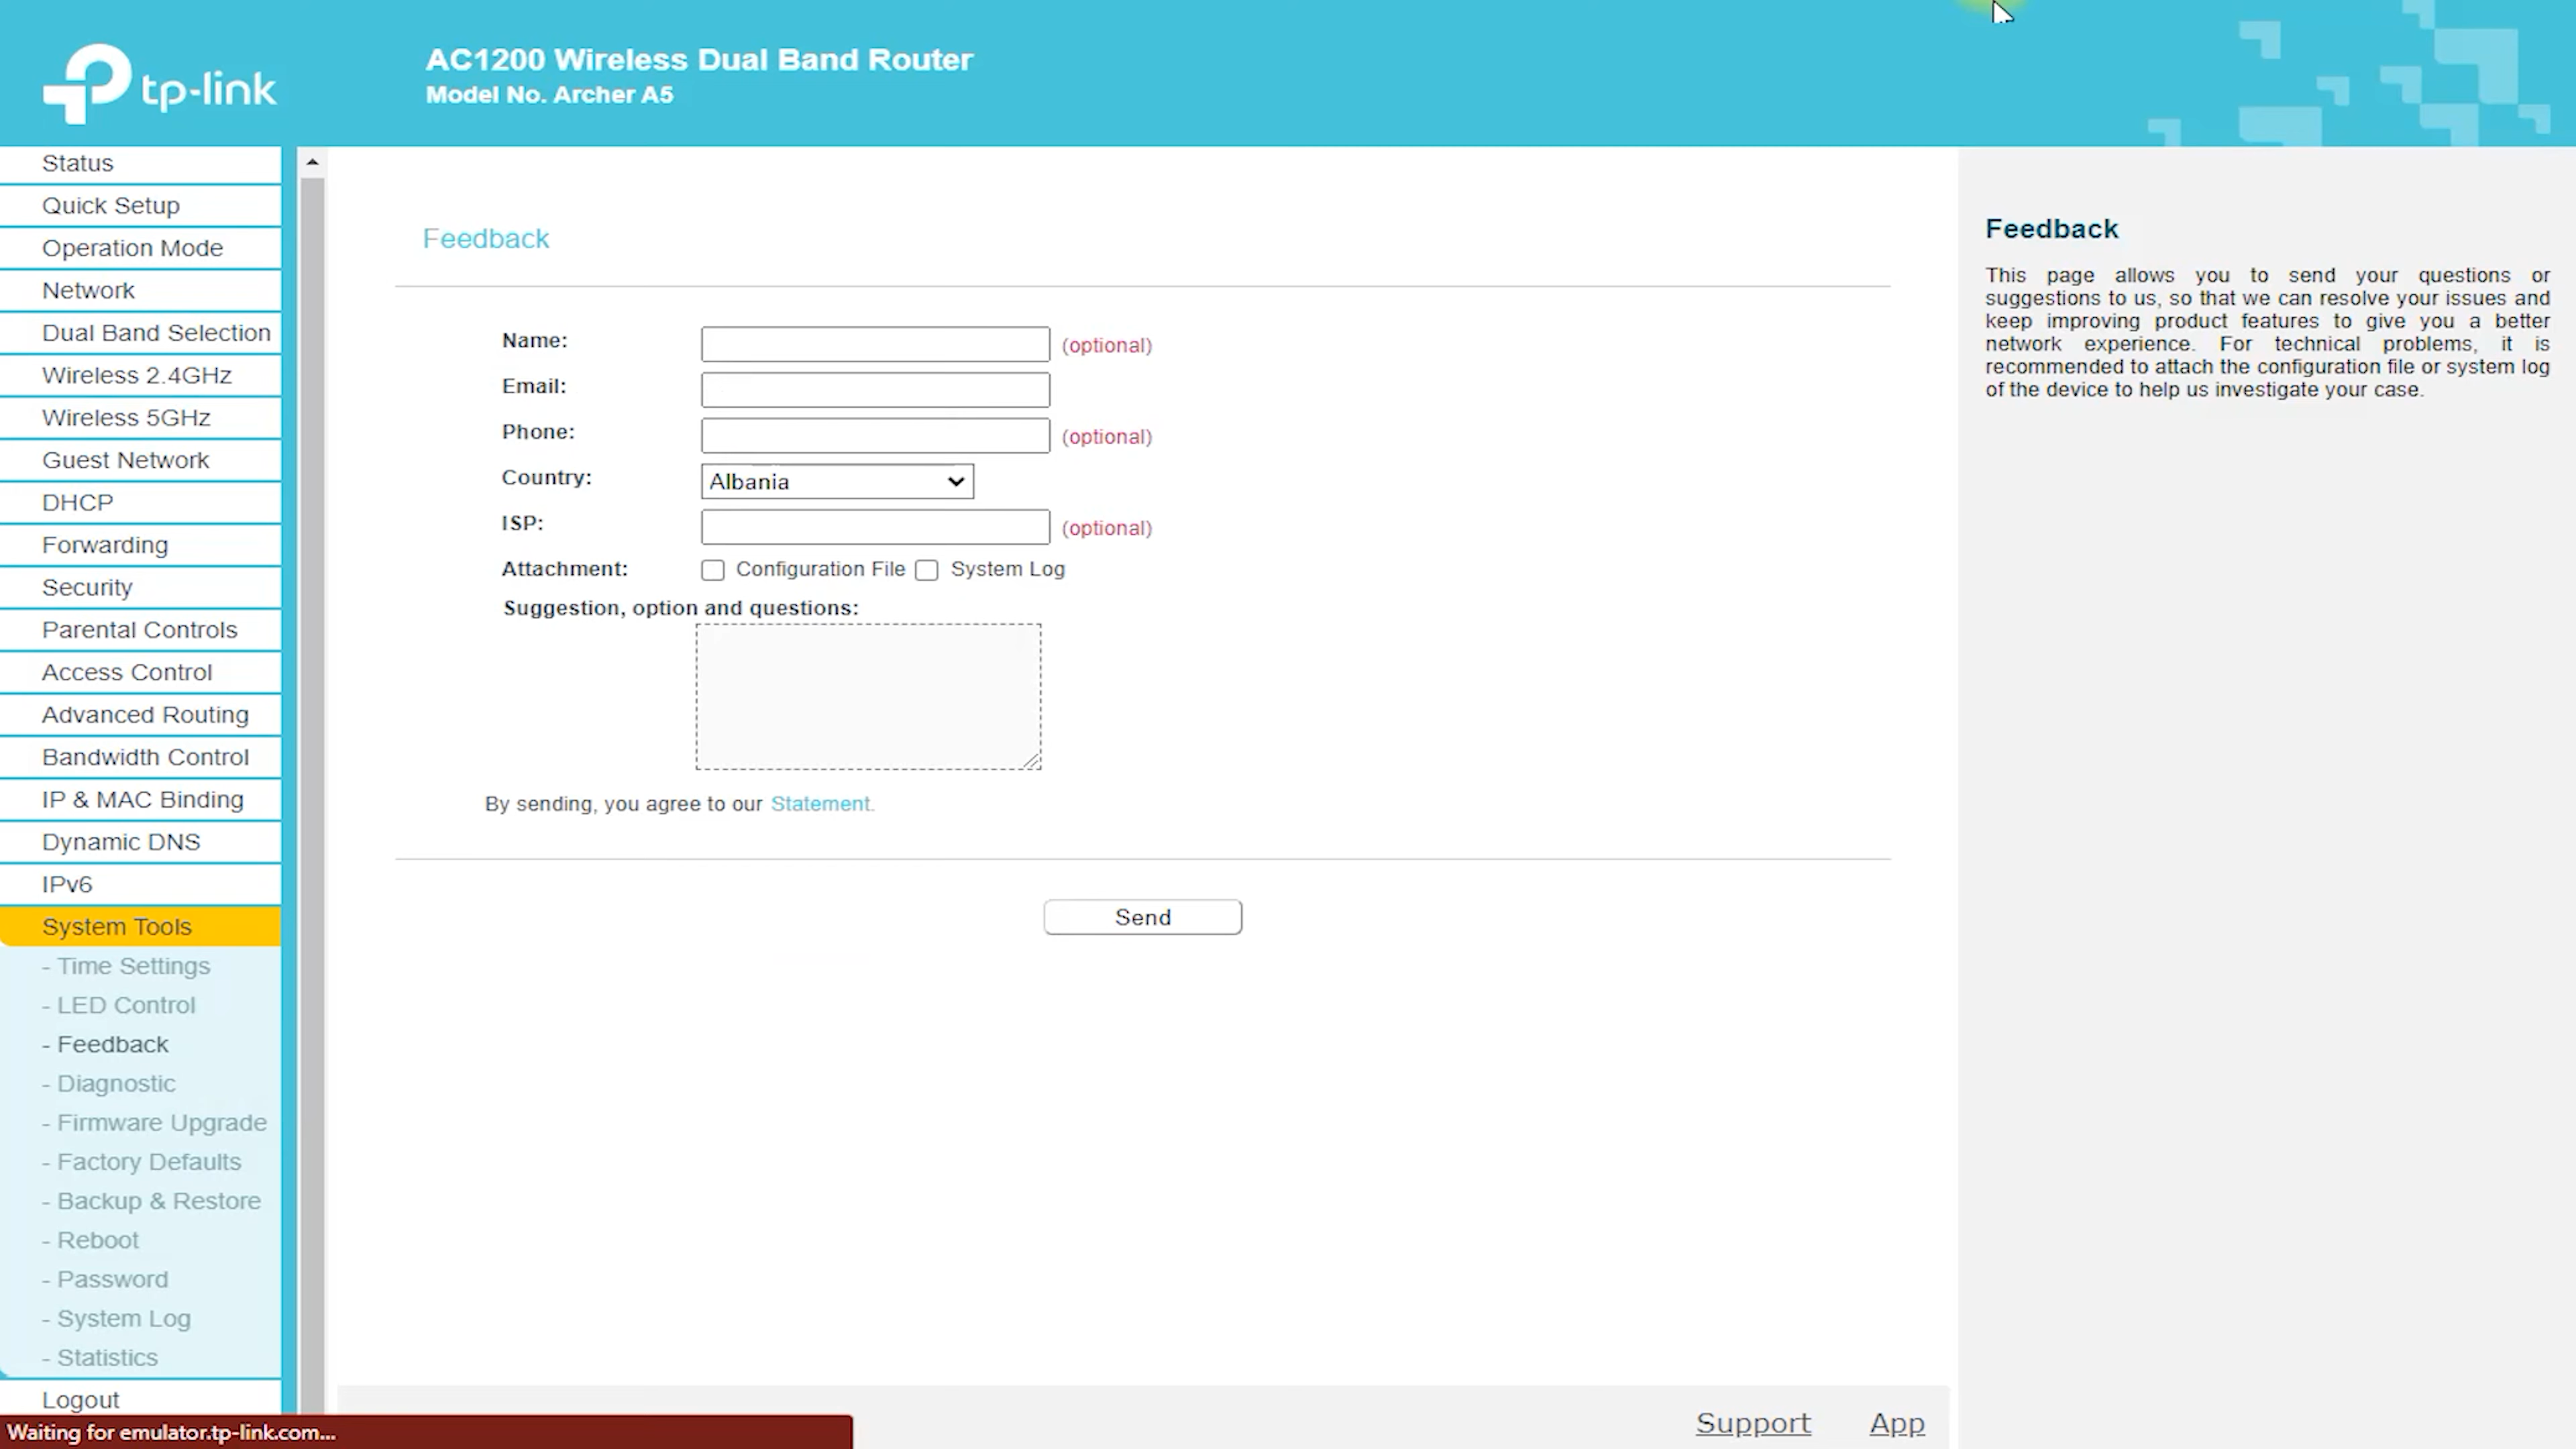 tp-link
AC1200 Wireless Dual Band Router
Model No. Archer A5
Status
Quick Setup
Operation Mode
Network
Dual Band Selection
Wireless 2.4GHz
Wireless 5GHz
Guest Network
DHCP
Forwarding
Security
Parental Controls
Access Control
Advanced Routing
Bandwidth Control
IP & MAC Binding
Dynamic DNS
IPv6
System Tools
- Time Settings
- LED Control
- Feedback
- Diagnostic
- Firmware Upgrade
- Factory Defaults
- Backup & Restore
- Reboot
- Password
- System Log
- Statistics
Logout
Feedback
Name: (optional)
Email:
Phone: (optional)
Country: Albania
ISP: (optional)
Attachment: Configuration File System Log
Suggestion, option and questions:
By sending, you agree to our Statement.
Send
Feedback
This page allows you to send your questions or
suggestions to us, so that we can resolve your issues and
keep improving product features to give you a better
network experience. For technical problems, it is
recommended to attach the configuration file or system log
of the device to help us investigate your case.
Support App
Waiting for emulator.tp-link.com...